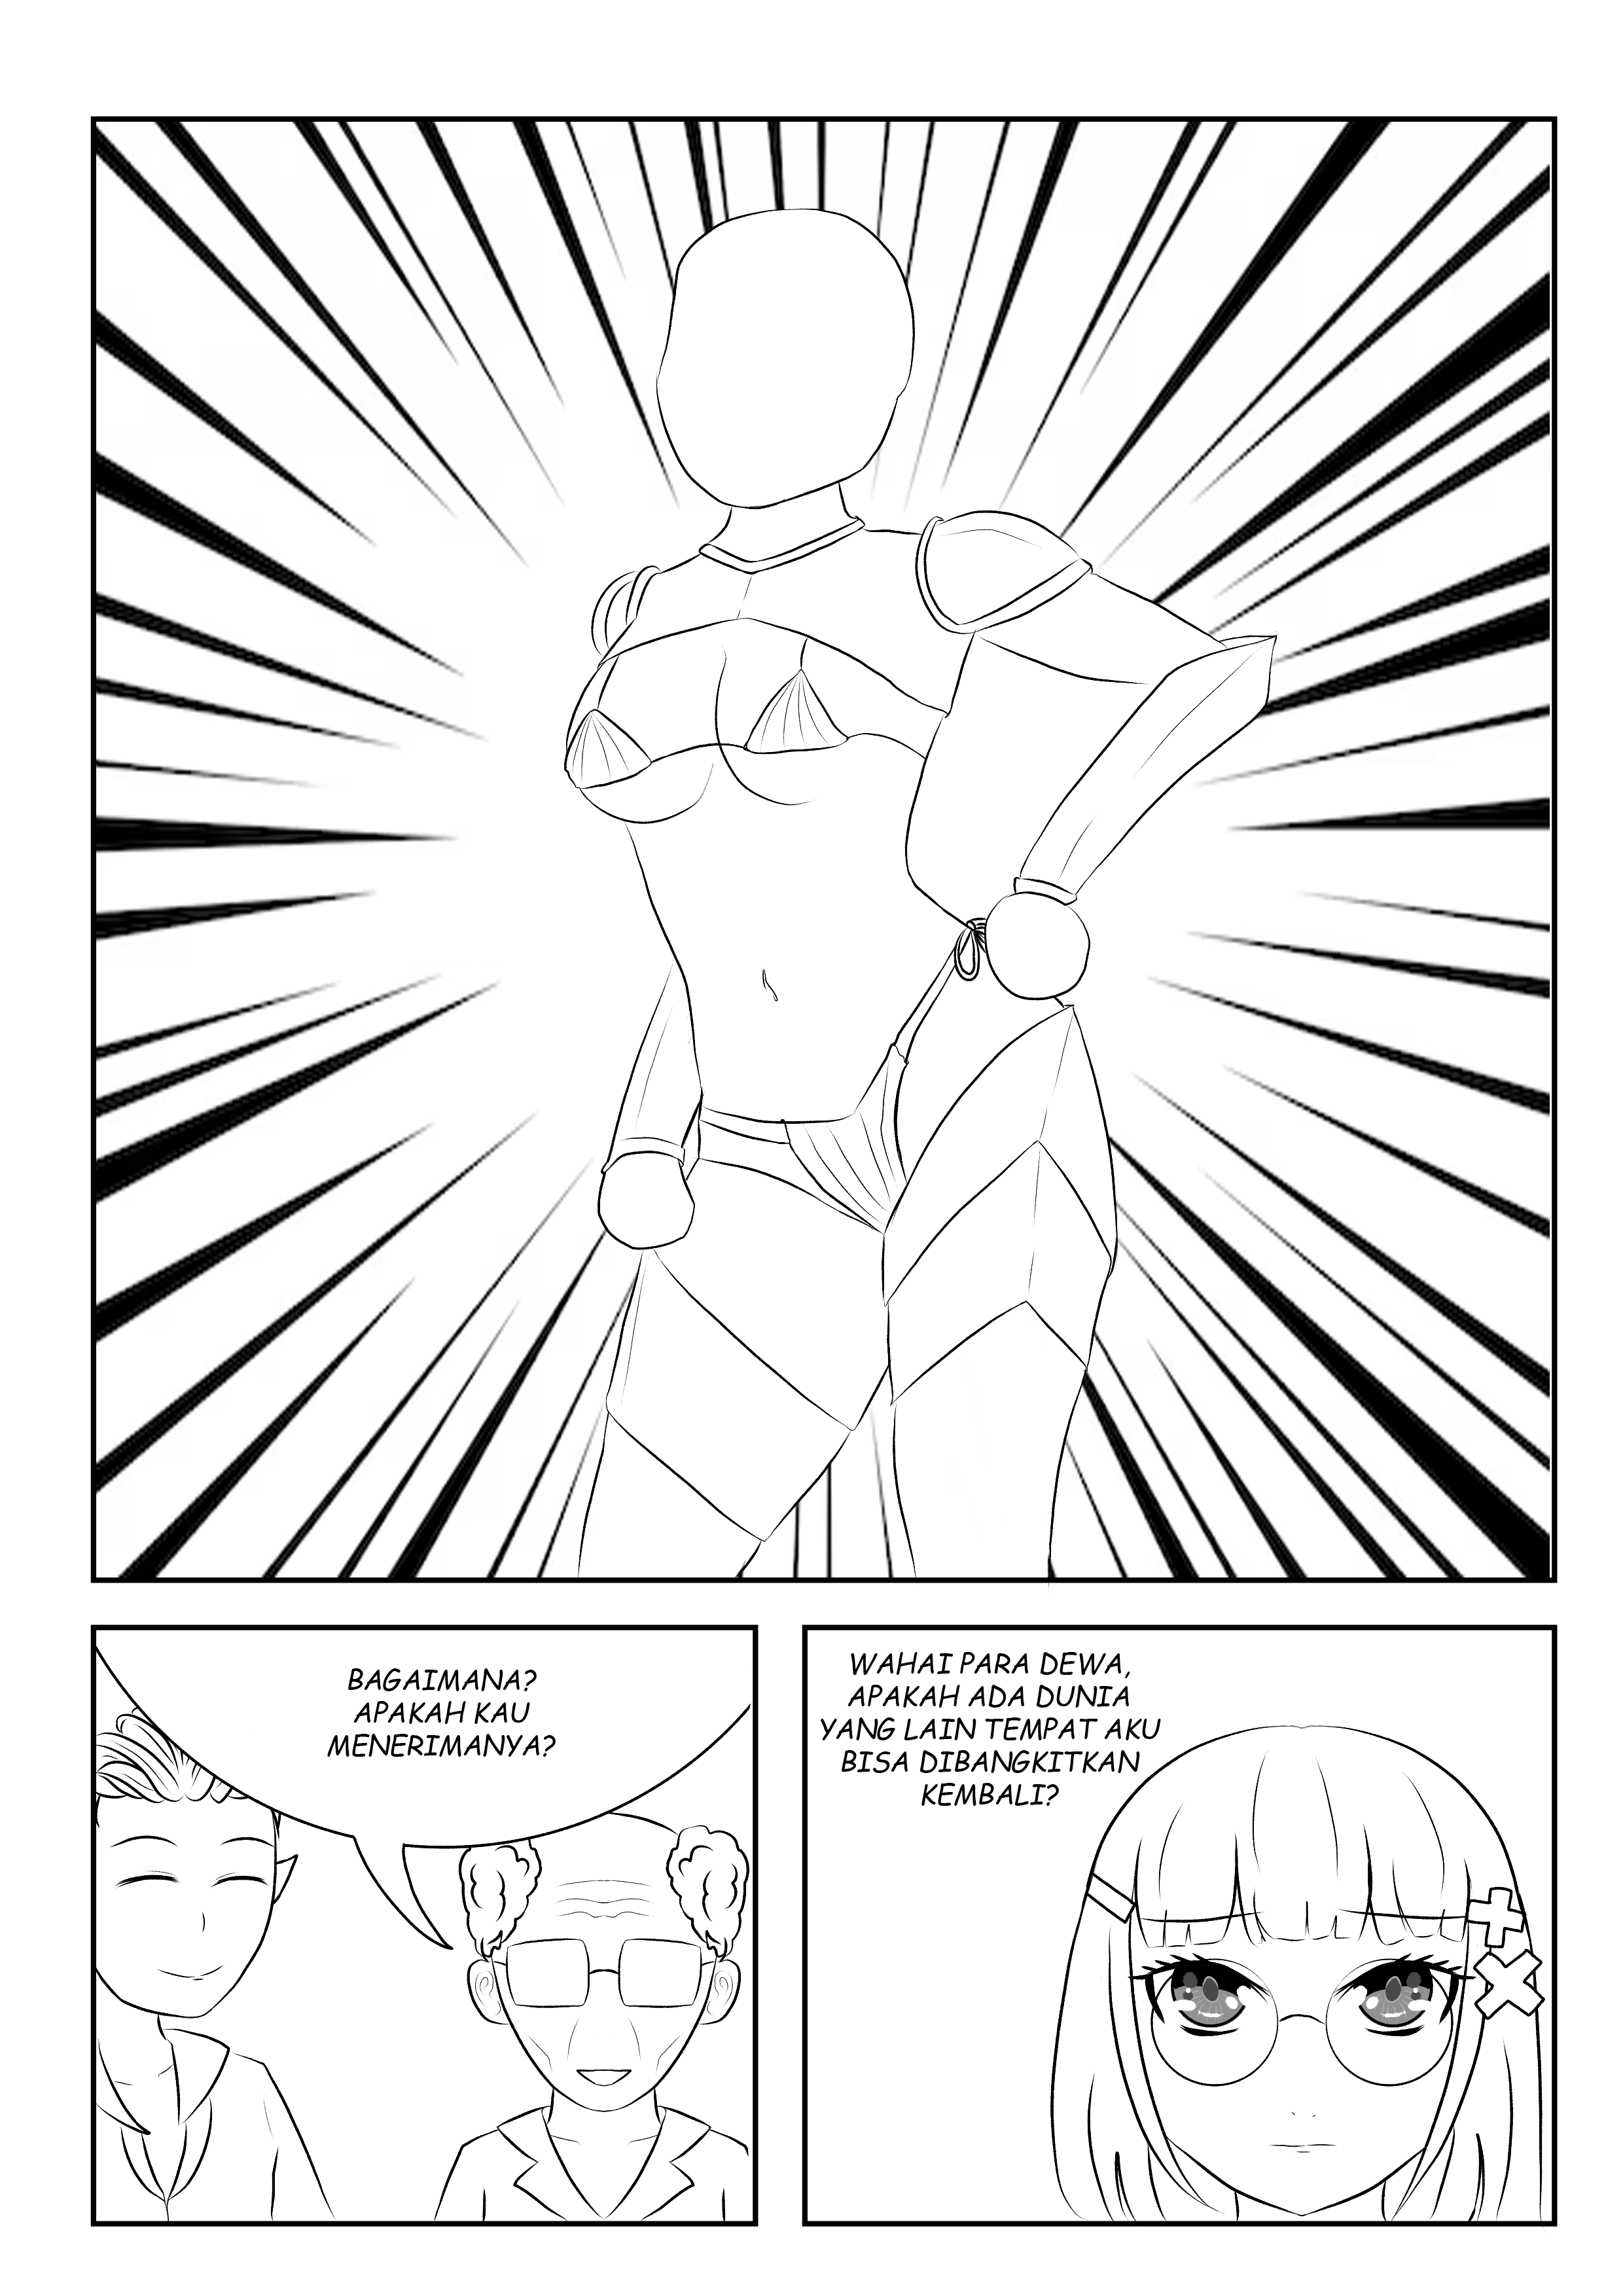 BAGAIMANA?
APAKAH KAU
MENERIMANYA?
WAHAI PARA DEWA,
APAKAH ADA DUNIA
YANG LAIN TEMPAT AKU
BISA DIBANGKITKAN
KEMBALI?